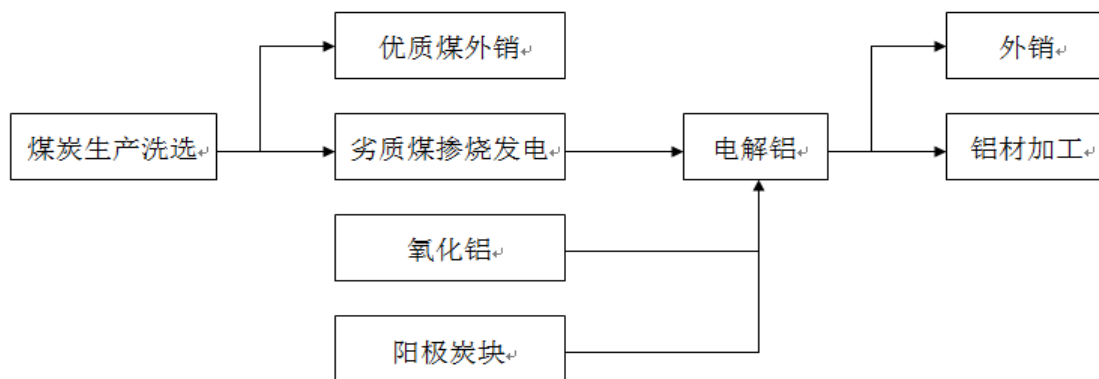 优质煤外销
外销
煤炭生产洗选
劣质煤掺烧发电
电解铝
铝材加工
氧化铝
阳极炭块